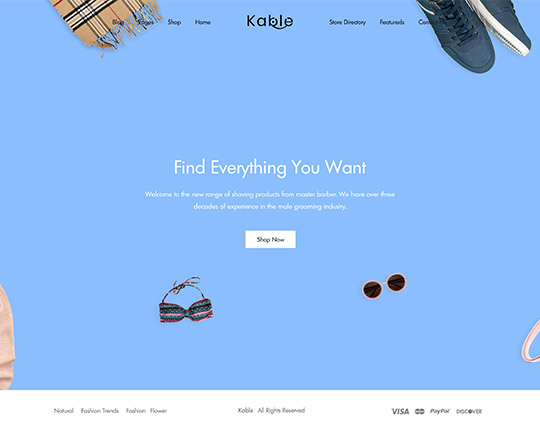 Blog Pages Shop Home Kable Store Directory Featureds
Find Everything You Want
Welcome to the new range of shaving products from master barber. We have over three
decades of experience in the male grooming industry.
Shop Now
Natural Fashion Trends Fashion Flower Kable All Rights Reserved VISA PayPal DISCOVER